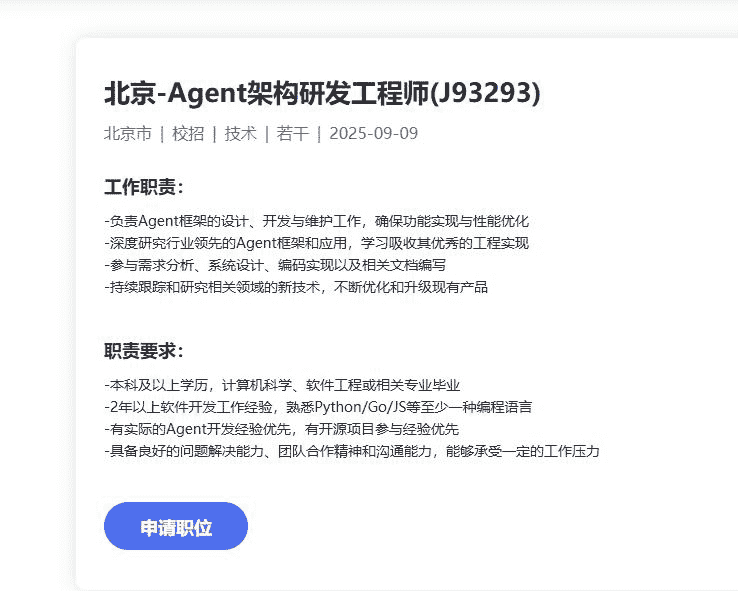 北京-Agent架构研发工程师(J93293)
北京市 | 校招 | 技术 | 若干 | 2025-09-09
工作职责：
-负责Agent框架的设计、开发与维护工作，确保功能实现与性能优化
-深度研究行业领先的Agent框架和应用，学习吸收其优秀的工程实现
-参与需求分析、系统设计、编码实现以及相关文档编写
-持续跟踪和研究相关领域的新技术，不断优化和升级现有产品
职责要求：
-本科及以上学历，计算机科学、软件工程或相关专业毕业
-2年以上软件开发工作经验，熟悉Python/Go/JS等至少一种编程语言
-有实际的Agent开发经验优先，有开源项目参与经验优先
-具备良好的问题解决能力、团队合作精神和沟通能力，能够承受一定的工作压力
申请职位